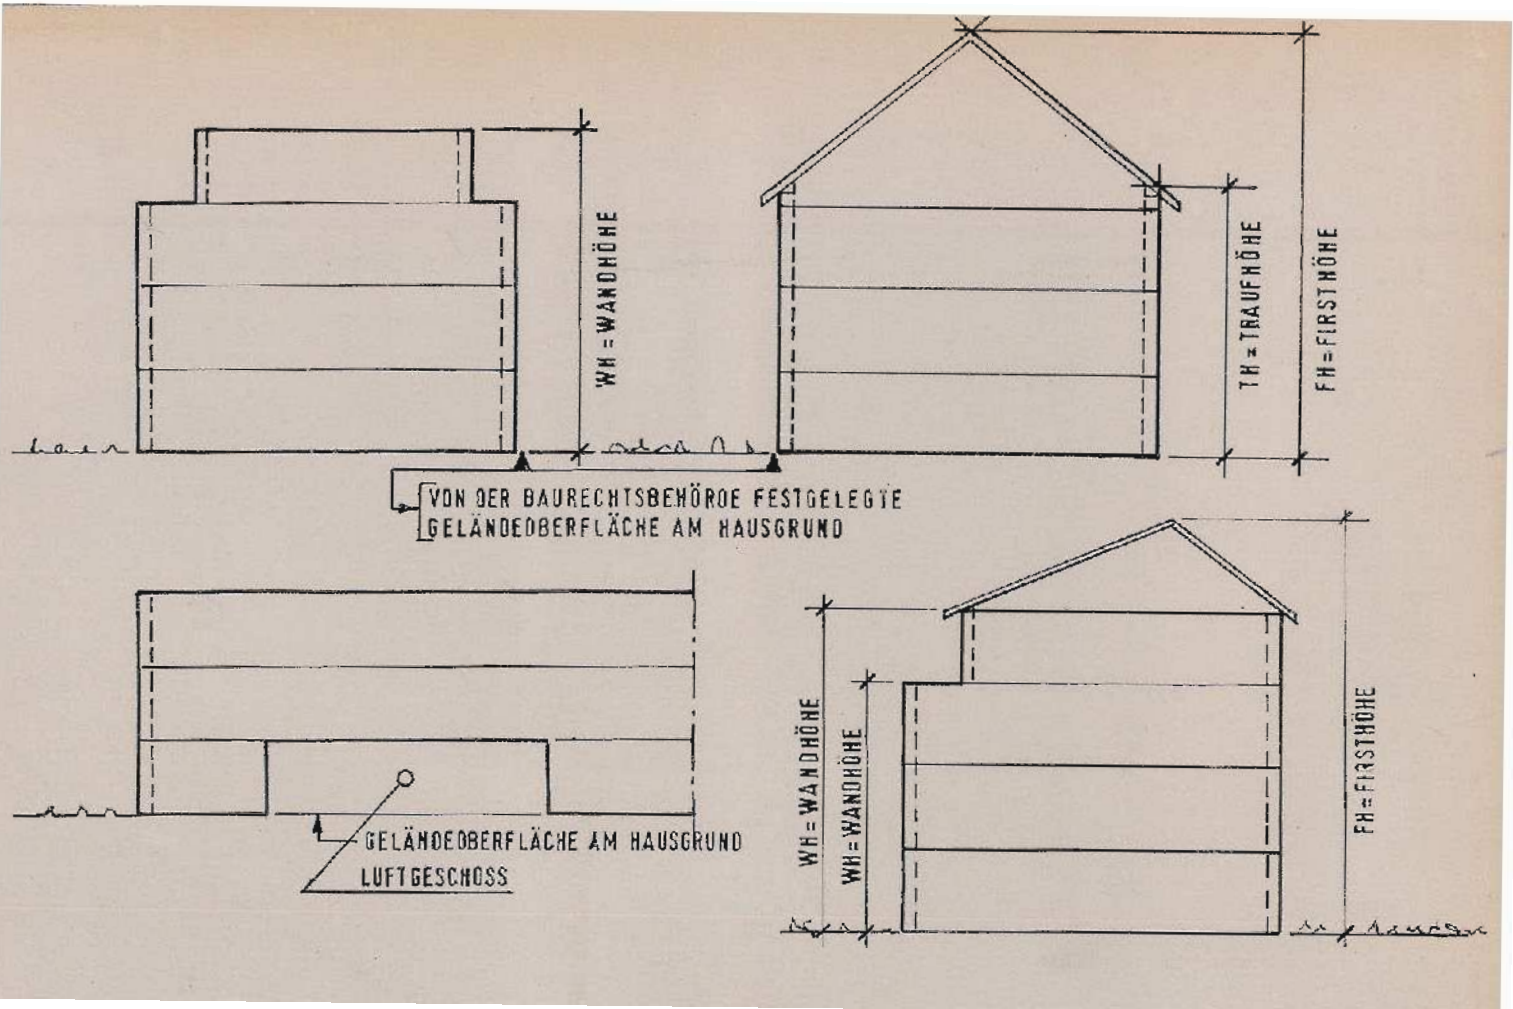 WH = WANDHÖHE
TH = TRAUFHÖHE
FH = FIRSTHÖHE
VON DER BAURECHTSBEHÖRDE FESTGELEGTE
GELÄNDEOBERFLÄCHE AM HAUSGRUND
GELÄNDEOBERFLÄCHE AM HAUSGRUND
LUFTGESCHOSS
WH = WANDHÖHE
WH = WANDHÖHE
FH = FIRSTHÖHE